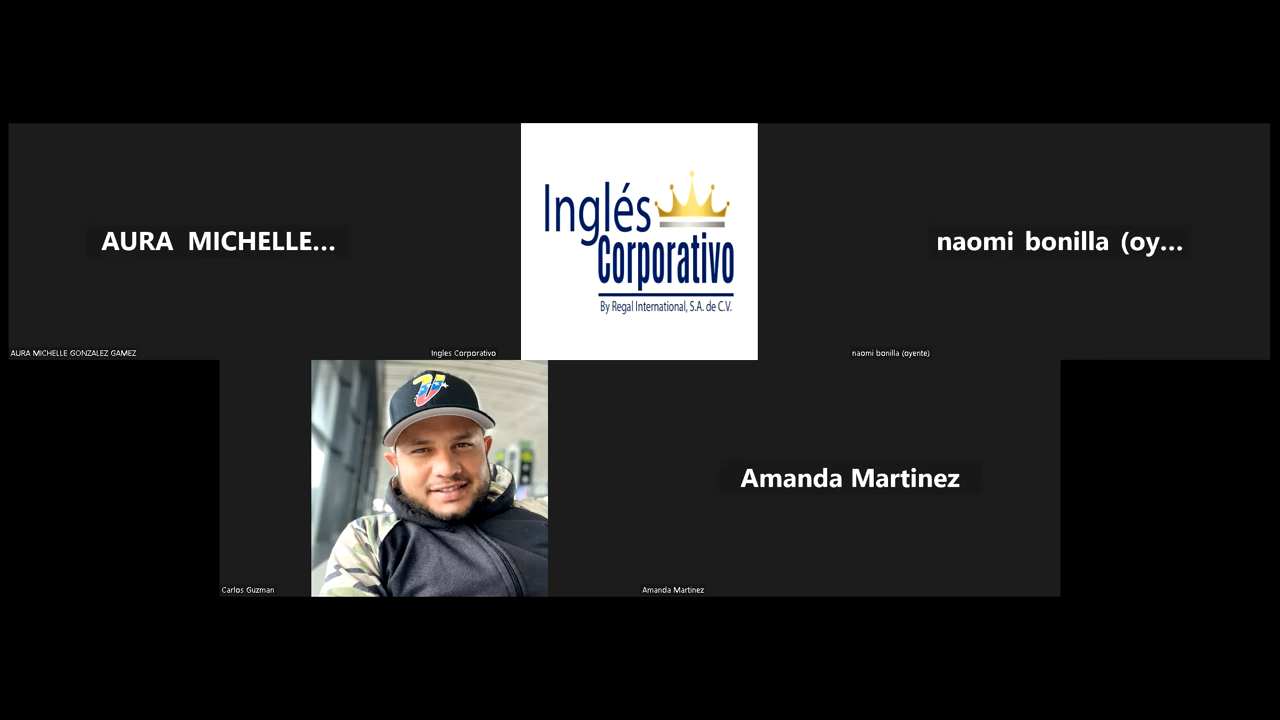 AURA MICHELLE...
AURA MICHELLE GONZALEZ GAMEZ
Inglés
Corporativo
By Regal International, S.A. de C.V.
Ingles Corporativo
naomi bonilla (oy...
naomi bonilla (oyente)
Carlos Guzman
Amanda Martinez
Amanda Martinez